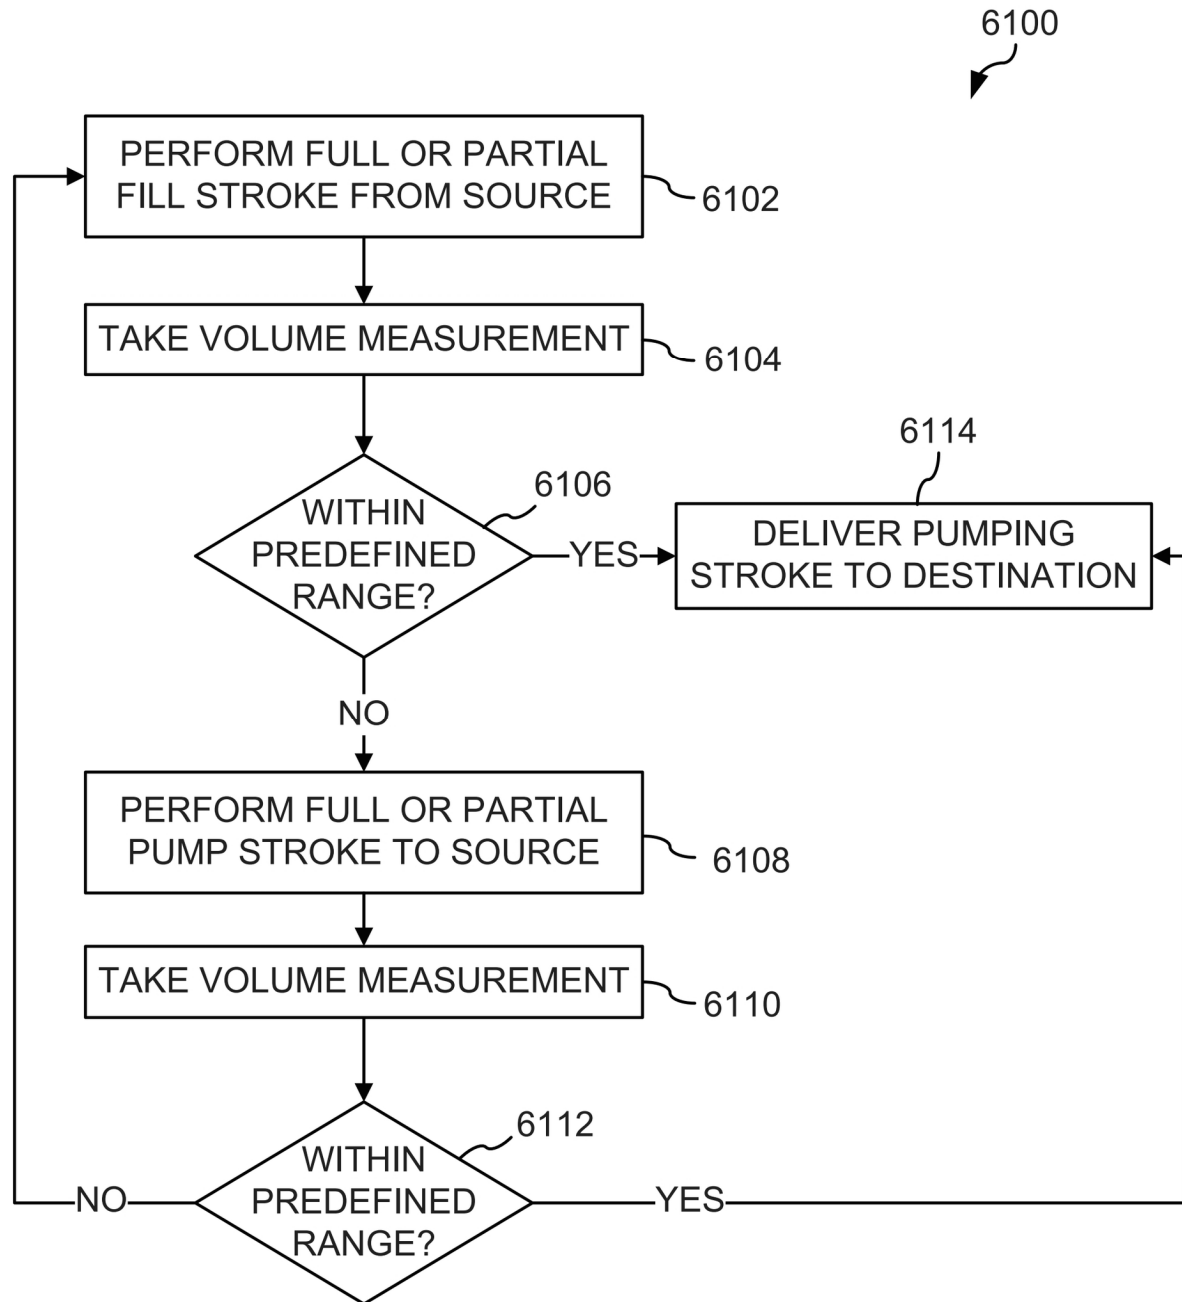 6100
PERFORM FULL OR PARTIAL
FILL STROKE FROM SOURCE
6102
TAKE VOLUME MEASUREMENT
6104
6106
WITHIN
PREDEFINED
RANGE?
YES
6114
DELIVER PUMPING
STROKE TO DESTINATION
NO
PERFORM FULL OR PARTIAL
PUMP STROKE TO SOURCE
6108
TAKE VOLUME MEASUREMENT
6110
6112
WITHIN
PREDEFINED
RANGE?
NO
YES